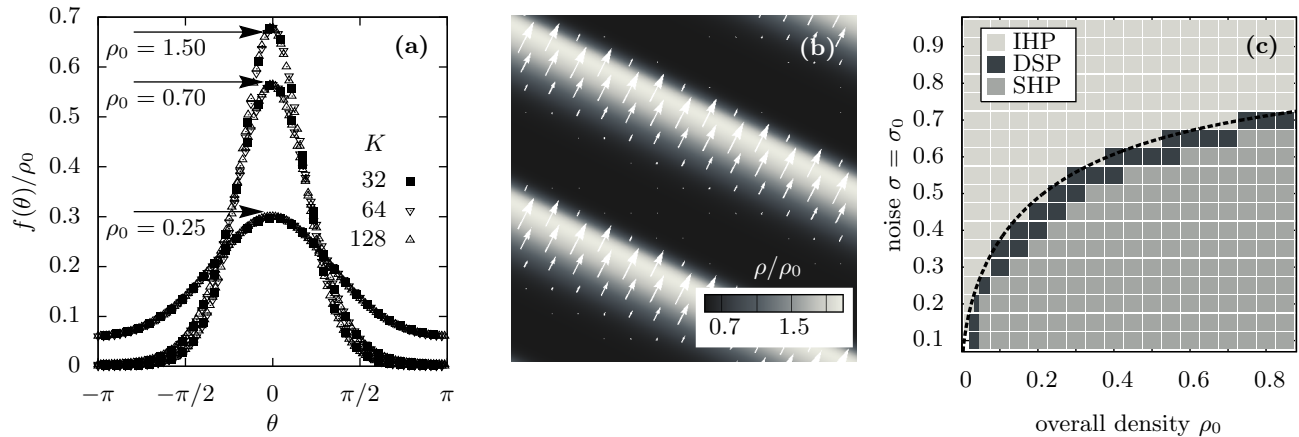 (a)
0.7
0.6
0.5
0.4
0.3
0.2
0.1
0
f(θ)/ρ₀
ρ₀ = 1.50
ρ₀ = 0.70
ρ₀ = 0.25
K
32
64
128
−π
−π/2
0
π/2
π
θ
(b)
ρ/ρ₀
0.7
1.5
(c)
IHP
DSP
SHP
0.9
0.8
0.7
0.6
0.5
0.4
0.3
0.2
0.1
noise σ = σ₀
0
0.2
0.4
0.6
0.8
overall density ρ₀